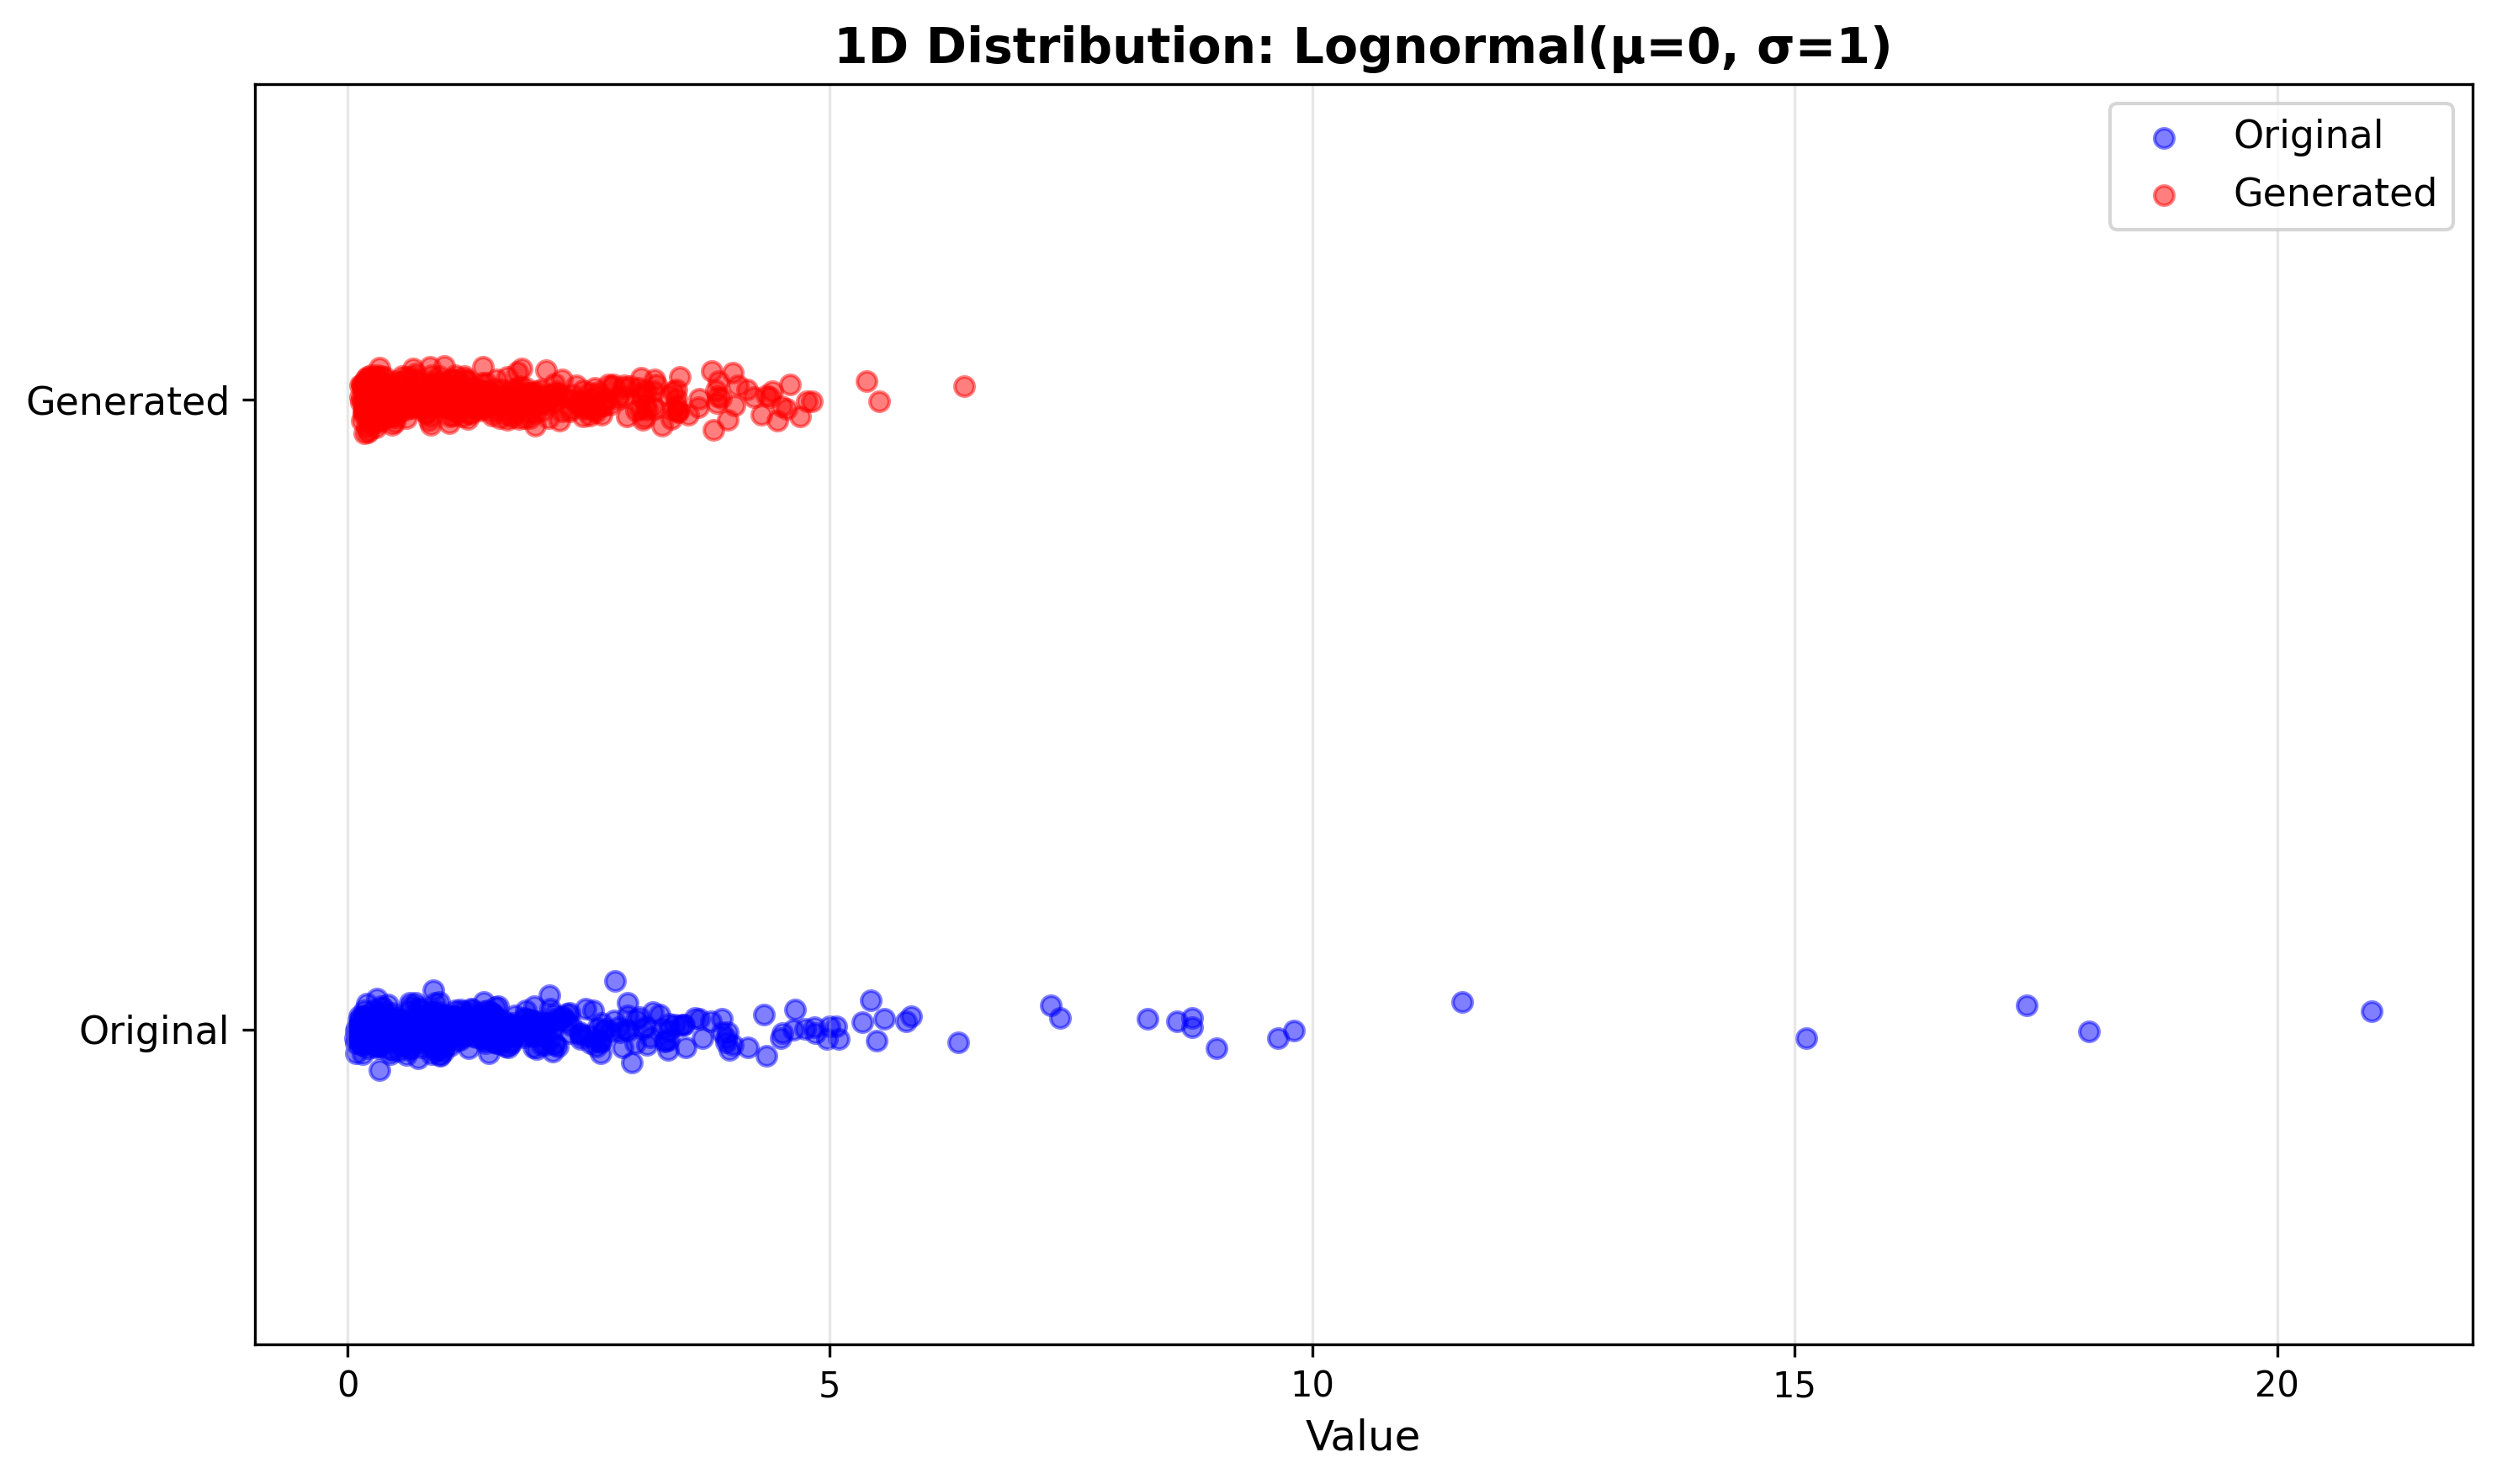 1D Distribution: Lognormal(μ=0, σ=1)
Original
Generated
Generated
Original
0 5 10 15 20
Value